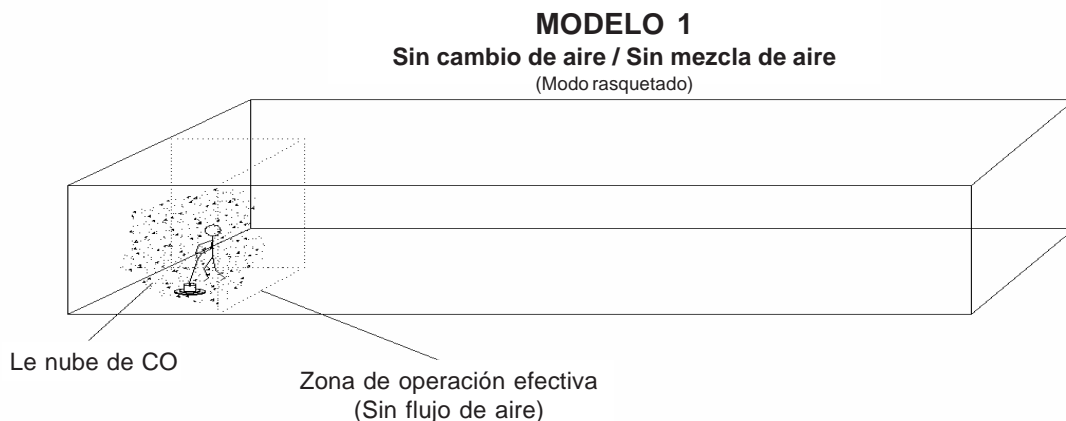 MODELO 1
Sin cambio de aire / Sin mezcla de aire
(Modo rasquetado)
Le nube de CO
Zona de operación efectiva
(Sin flujo de aire)